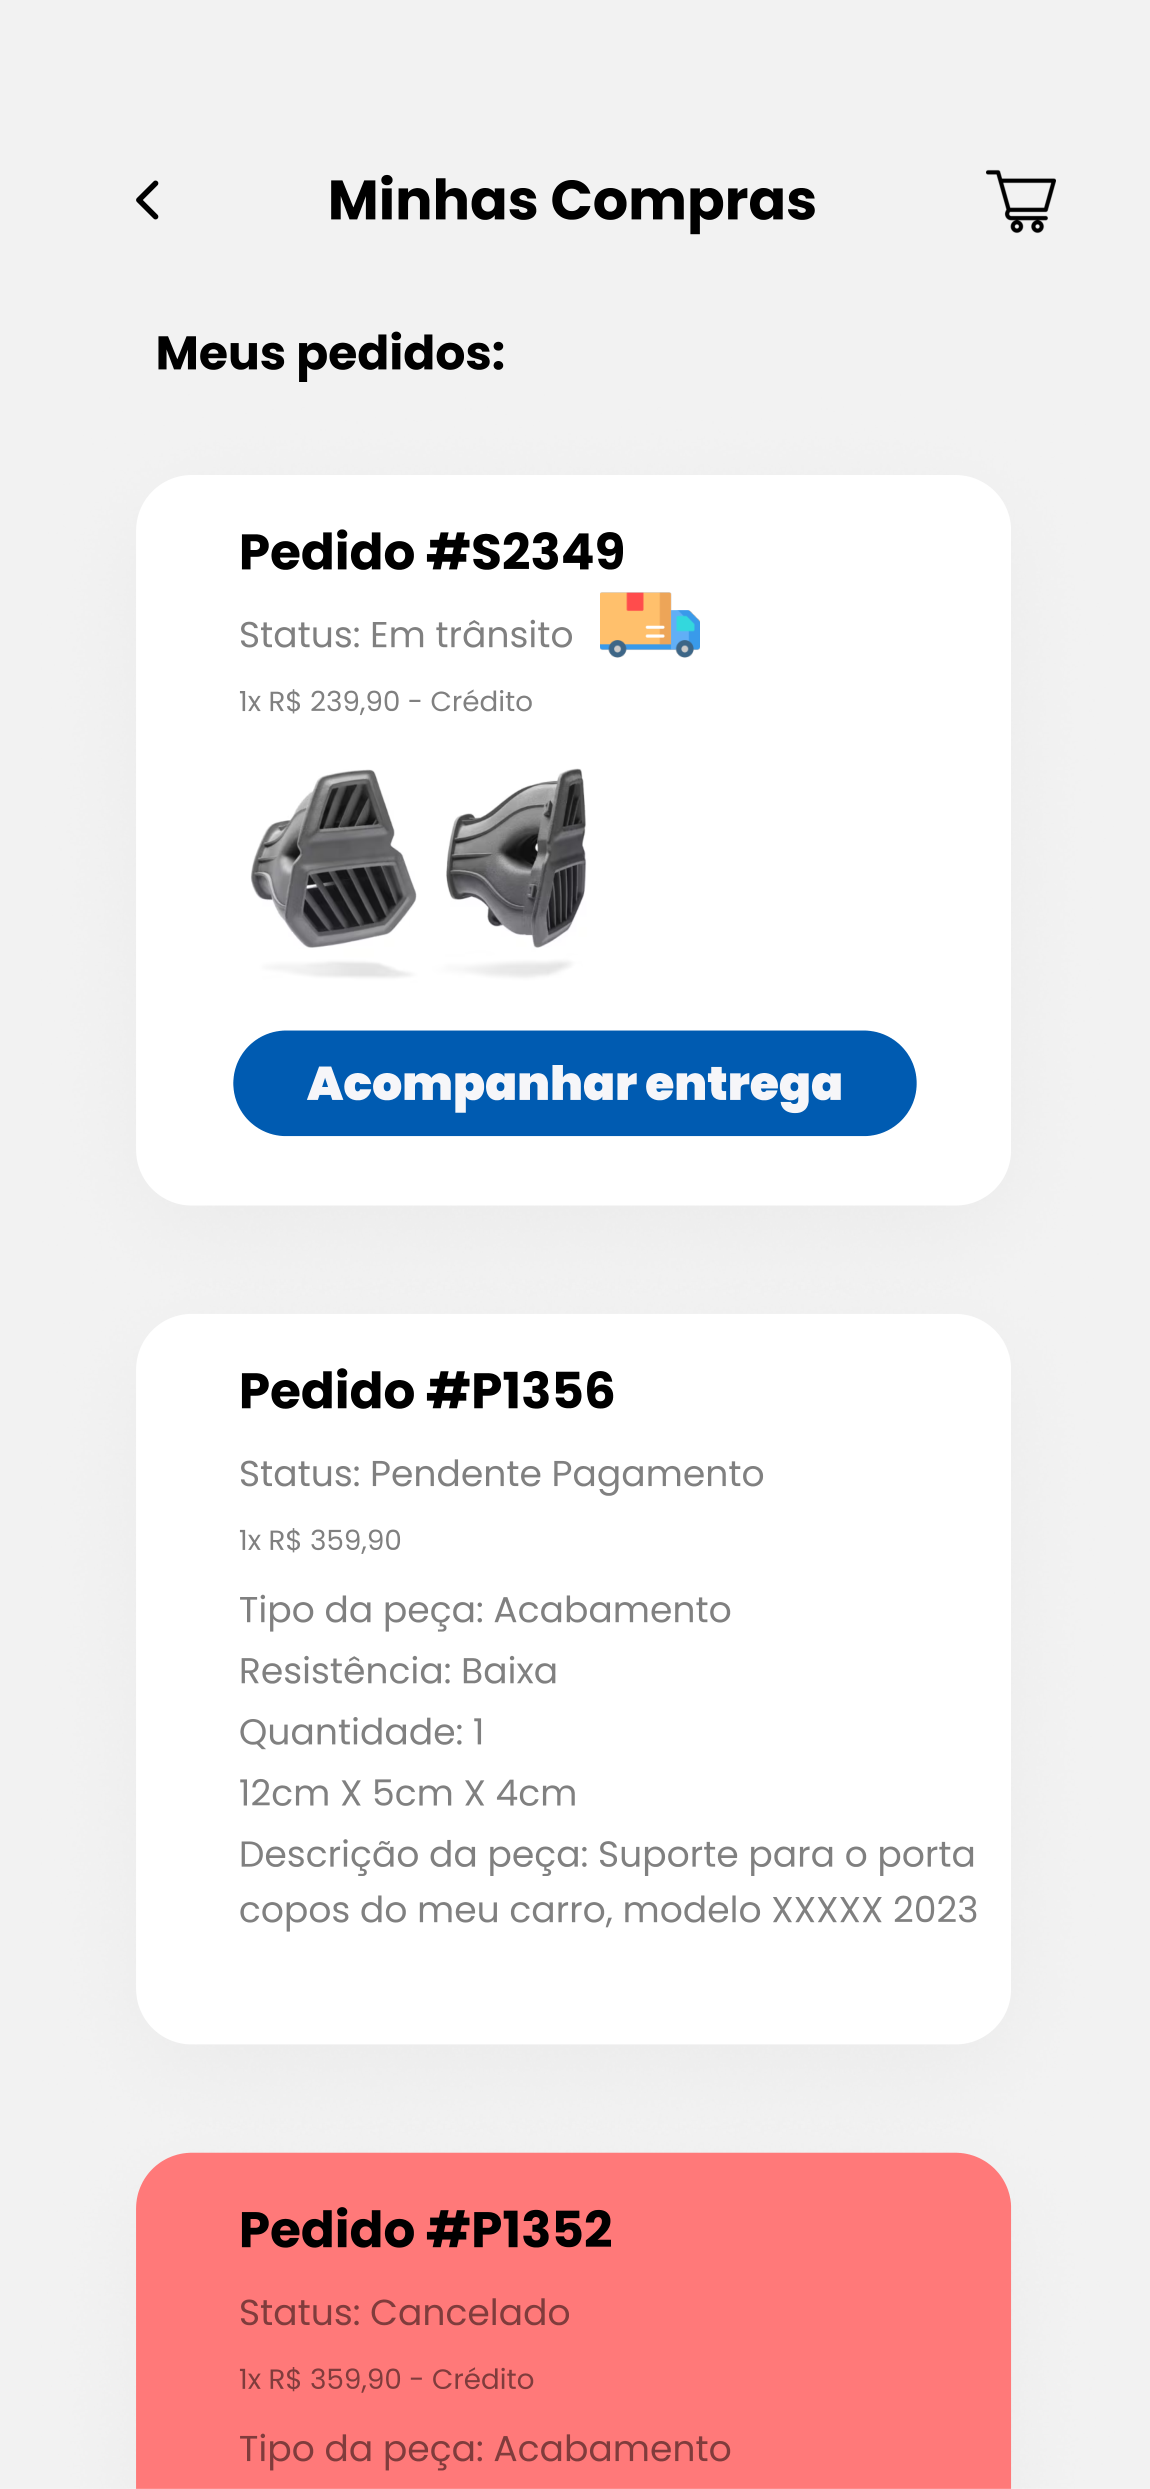 Minhas Compras
Meus pedidos:
Pedido #S2349
Status: Em trânsito
1x R$ 239,90 - Crédito
Acompanhar entrega
Pedido #P1356
Status: Pendente Pagamento
1x R$ 359,90
Tipo da peça: Acabamento
Resistência: Baixa
Quantidade: 1
12cm X 5cm X 4cm
Descrição da peça: Suporte para o porta
copos do meu carro, modelo XXXXX 2023
Pedido #P1352
Status: Cancelado
1x R$ 359,90 - Crédito
Tipo da peça: Acabamento